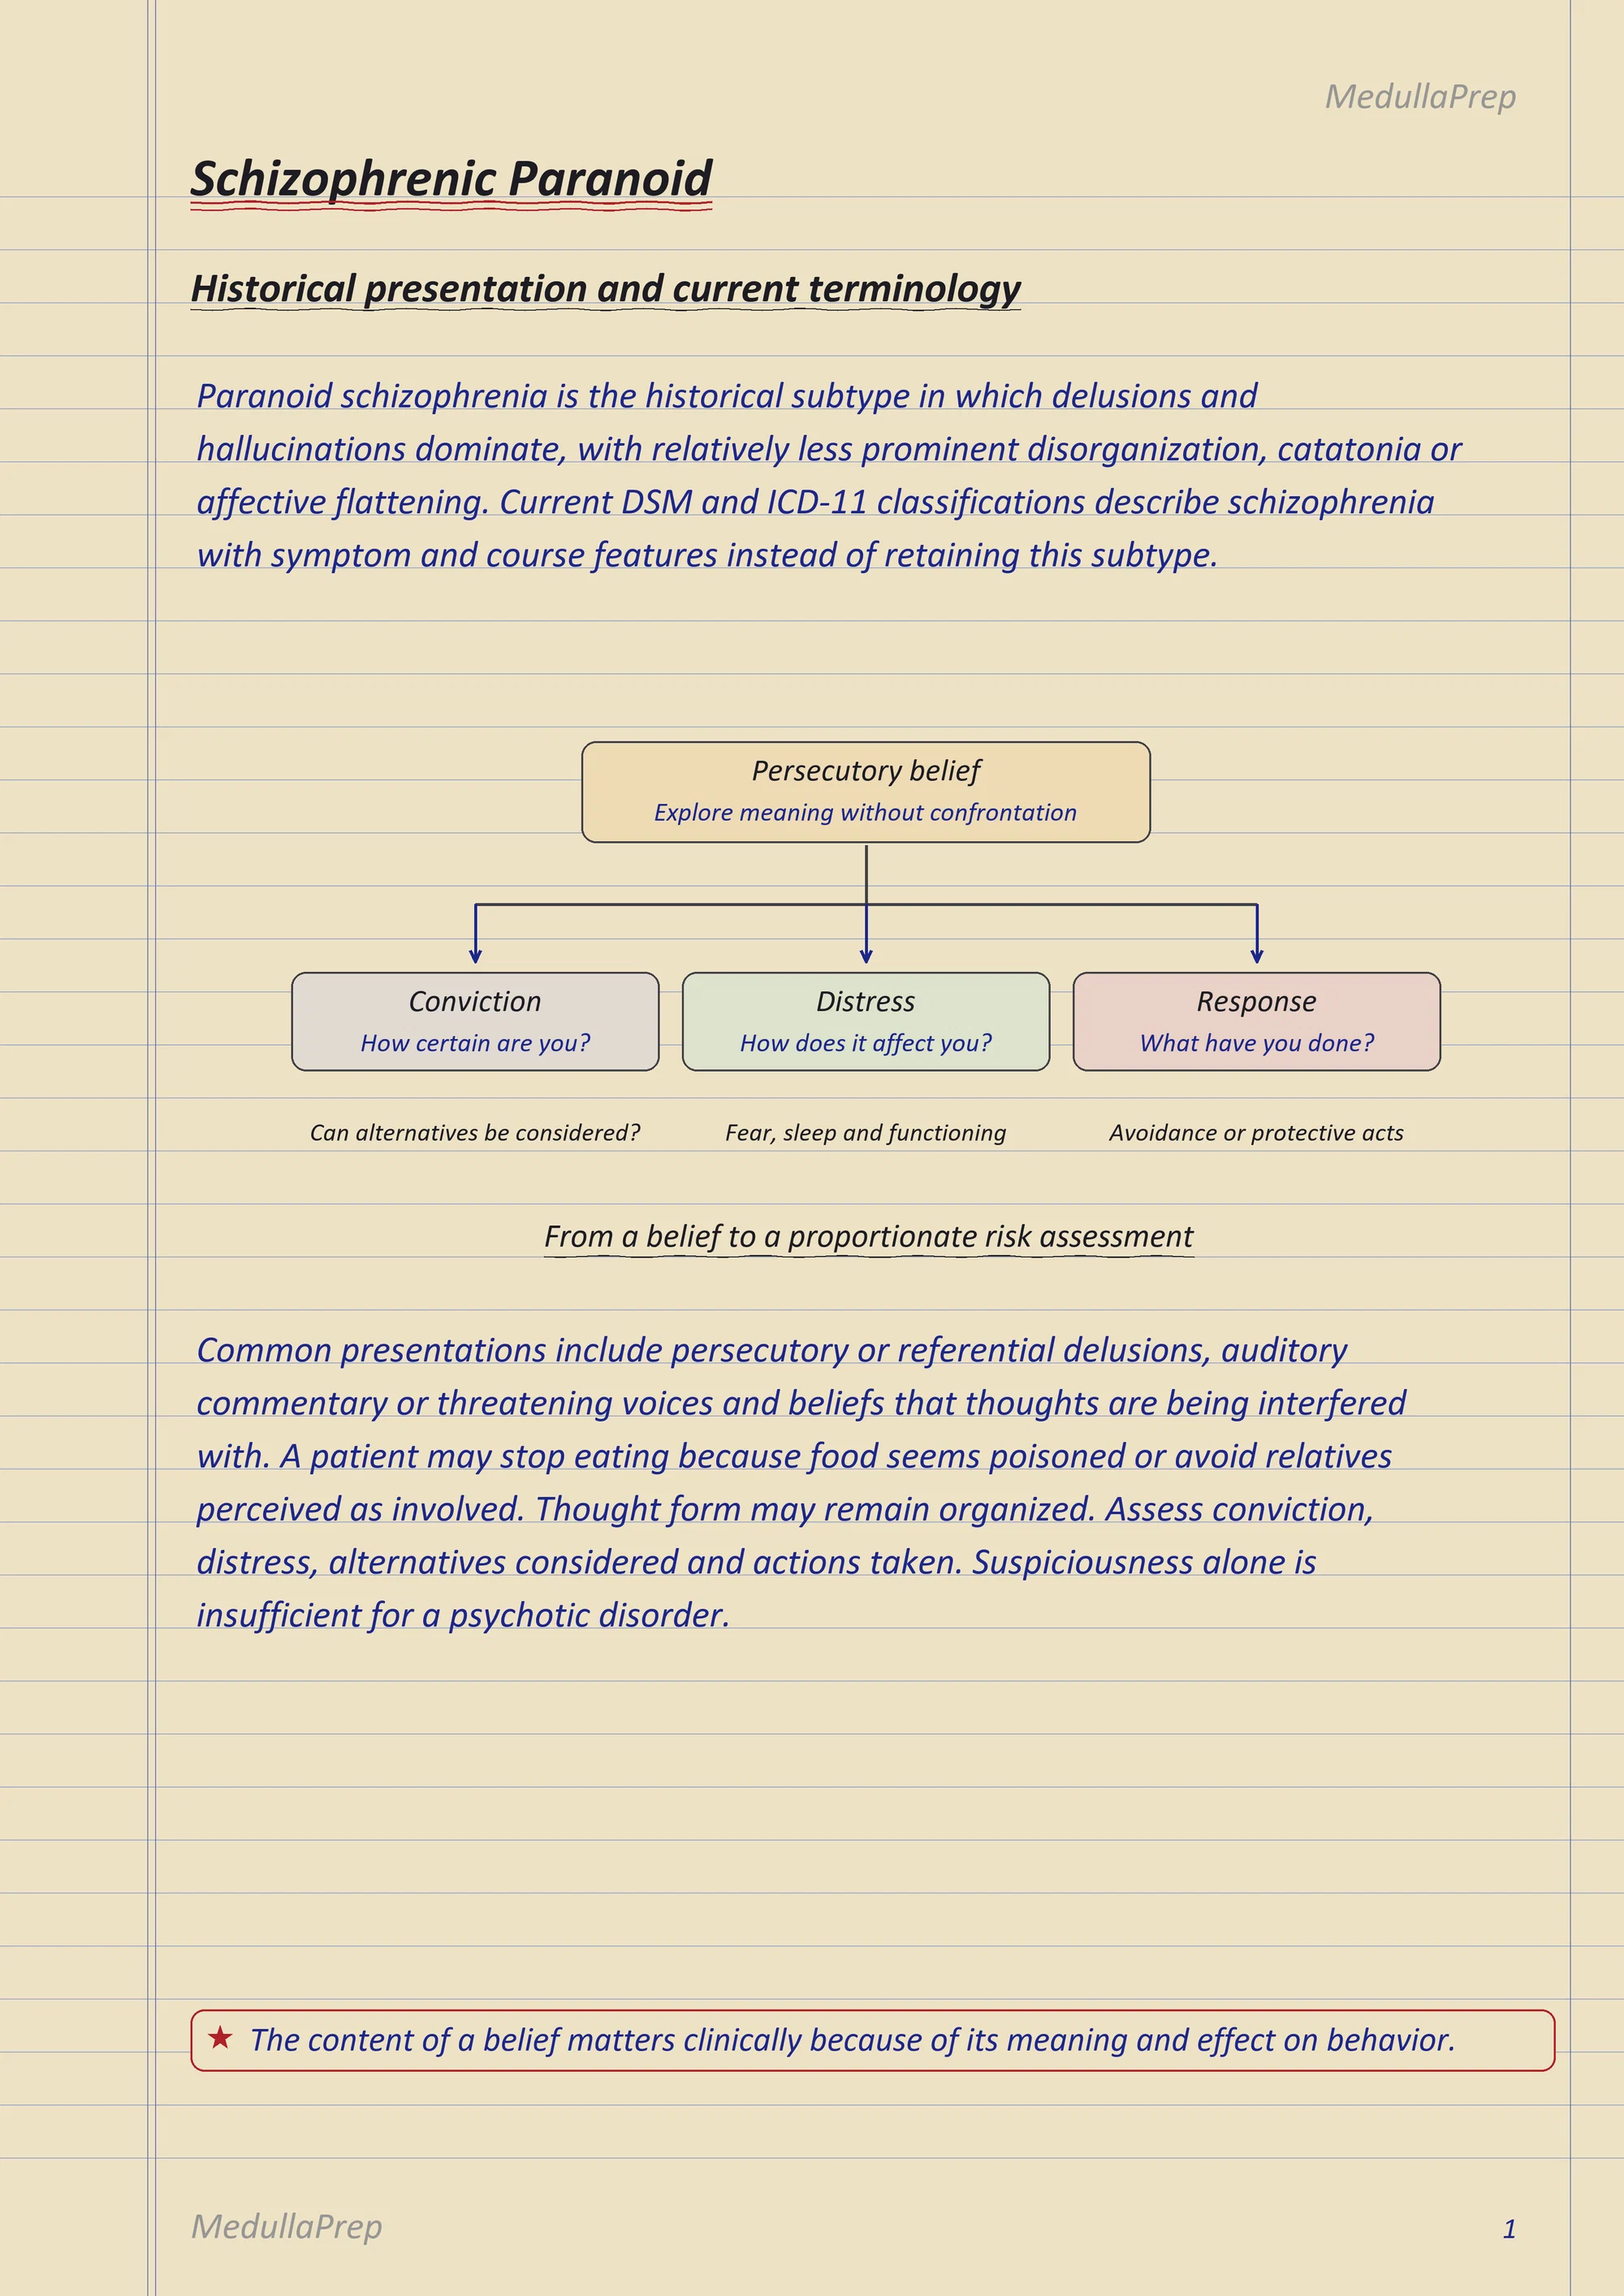 MedullaPrep
Schizophrenic Paranoid
Historical presentation and current terminology
Paranoid schizophrenia is the historical subtype in which delusions and
hallucinations dominate, with relatively less prominent disorganization, catatonia or
affective flattening. Current DSM and ICD-11 classifications describe schizophrenia
with symptom and course features instead of retaining this subtype.
Persecutory belief
Explore meaning without confrontation
Conviction
How certain are you?
Can alternatives be considered?
Distress
How does it affect you?
Fear, sleep and functioning
Response
What have you done?
Avoidance or protective acts
From a belief to a proportionate risk assessment
Common presentations include persecutory or referential delusions, auditory
commentary or threatening voices and beliefs that thoughts are being interfered
with. A patient may stop eating because food seems poisoned or avoid relatives
perceived as involved. Thought form may remain organized. Assess conviction,
distress, alternatives considered and actions taken. Suspiciousness alone is
insufficient for a psychotic disorder.
★ The content of a belief matters clinically because of its meaning and effect on behavior.
MedullaPrep
1